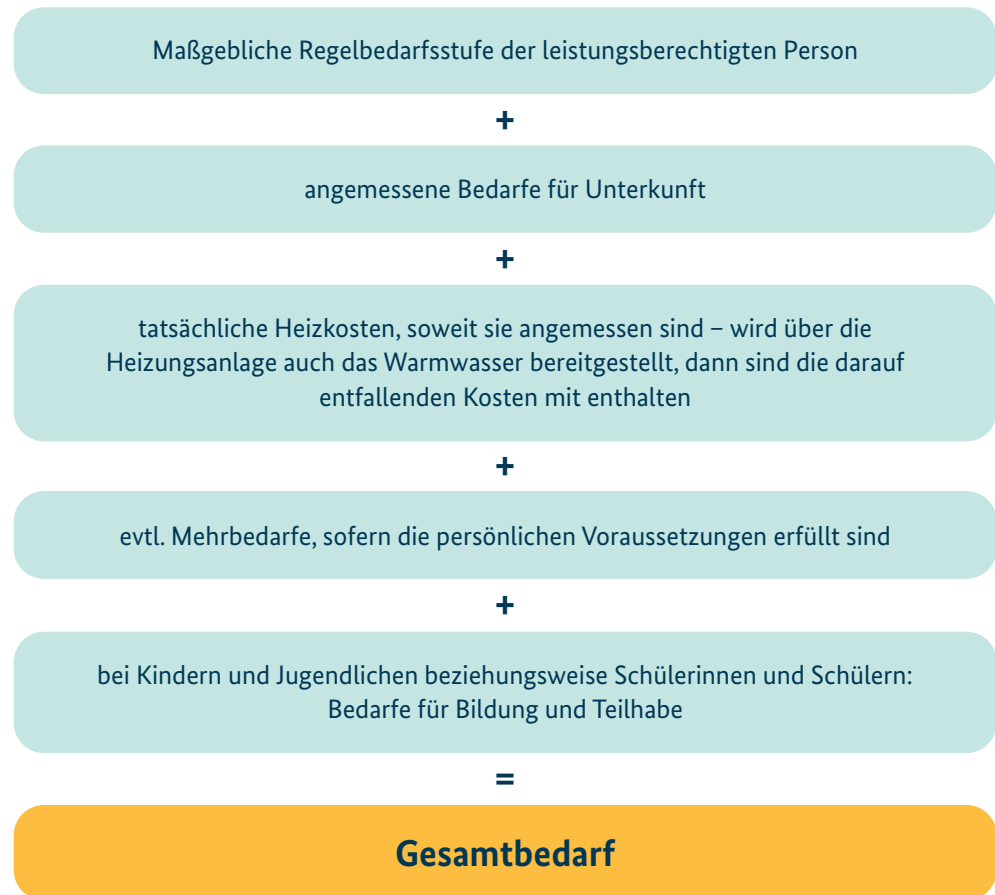 Maßgebliche Regelbedarfsstufe der leistungsberechtigten Person
+
angemessene Bedarfe für Unterkunft
+
tatsächliche Heizkosten, soweit sie angemessen sind – wird über die
Heizungsanlage auch das Warmwasser bereitgestellt, dann sind die darauf
entfallenden Kosten mit enthalten
+
evtl. Mehrbedarfe, sofern die persönlichen Voraussetzungen erfüllt sind
+
bei Kindern und Jugendlichen beziehungsweise Schülerinnen und Schülern:
Bedarfe für Bildung und Teilhabe
=
Gesamtbedarf